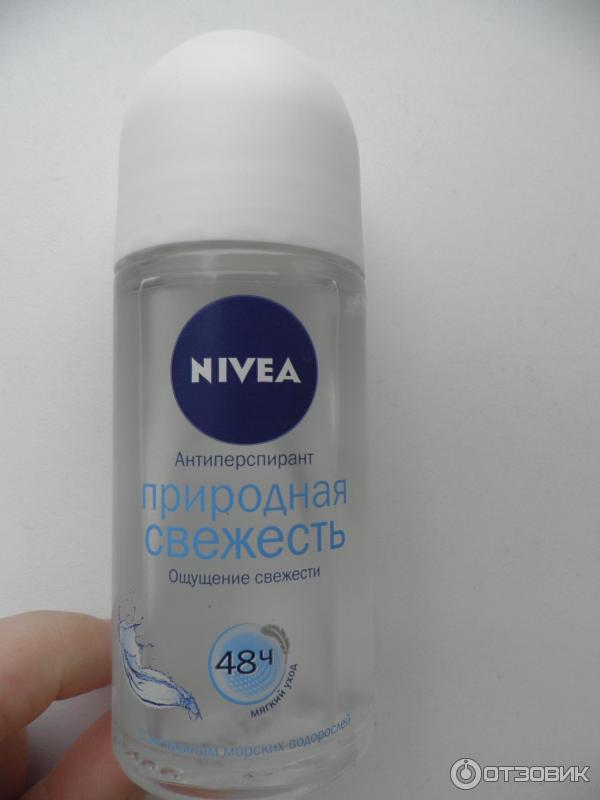 NIVEA
Антиперспирант
природная
свежесть
Ощущение свежести
48ч
мягкий уход
морских водорослей
ОТЗОВИК